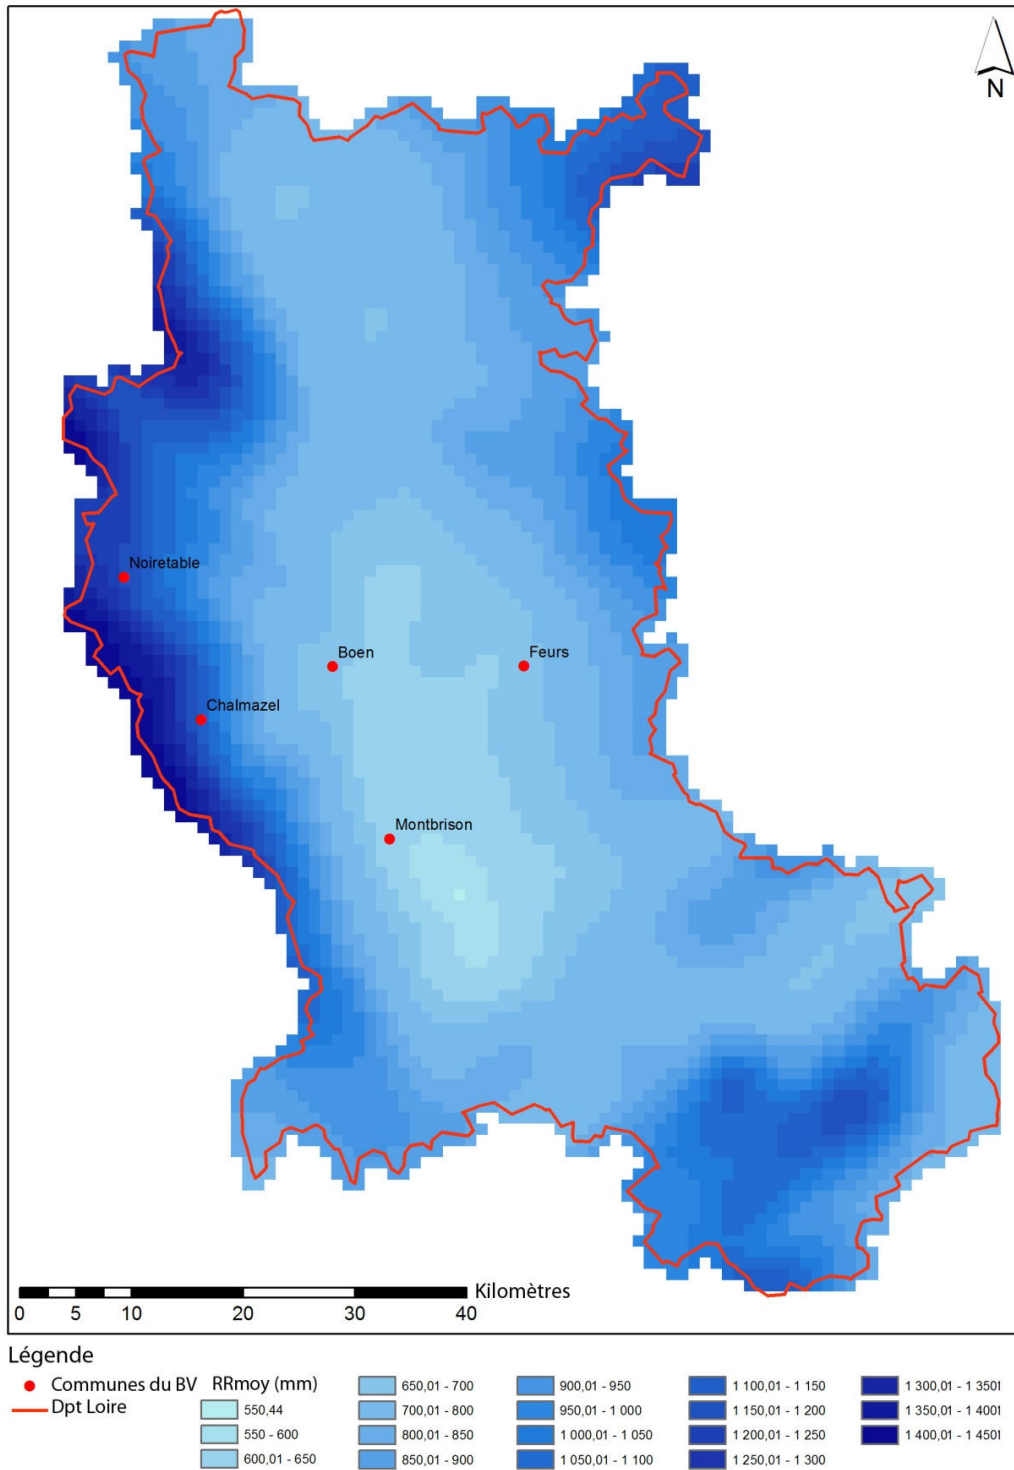 N
Noiretable
Boen
Feurs
Chalmazel
Montbrison
Kilomètres
0 5 10 20 30 40
Légende
Communes du BV
Dpt Loire
RRmoy (mm)
550,44
550 - 600
600,01 - 650
650,01 - 700
700,01 - 800
800,01 - 850
850,01 - 900
900,01 - 950
950,01 - 1 000
1 000,01 - 1 050
1 050,01 - 1 100
1 100,01 - 1 150
1 150,01 - 1 200
1 200,01 - 1 250
1 250,01 - 1 300
1 300,01 - 1 3501
1 350,01 - 1 4001
1 400,01 - 1 4501